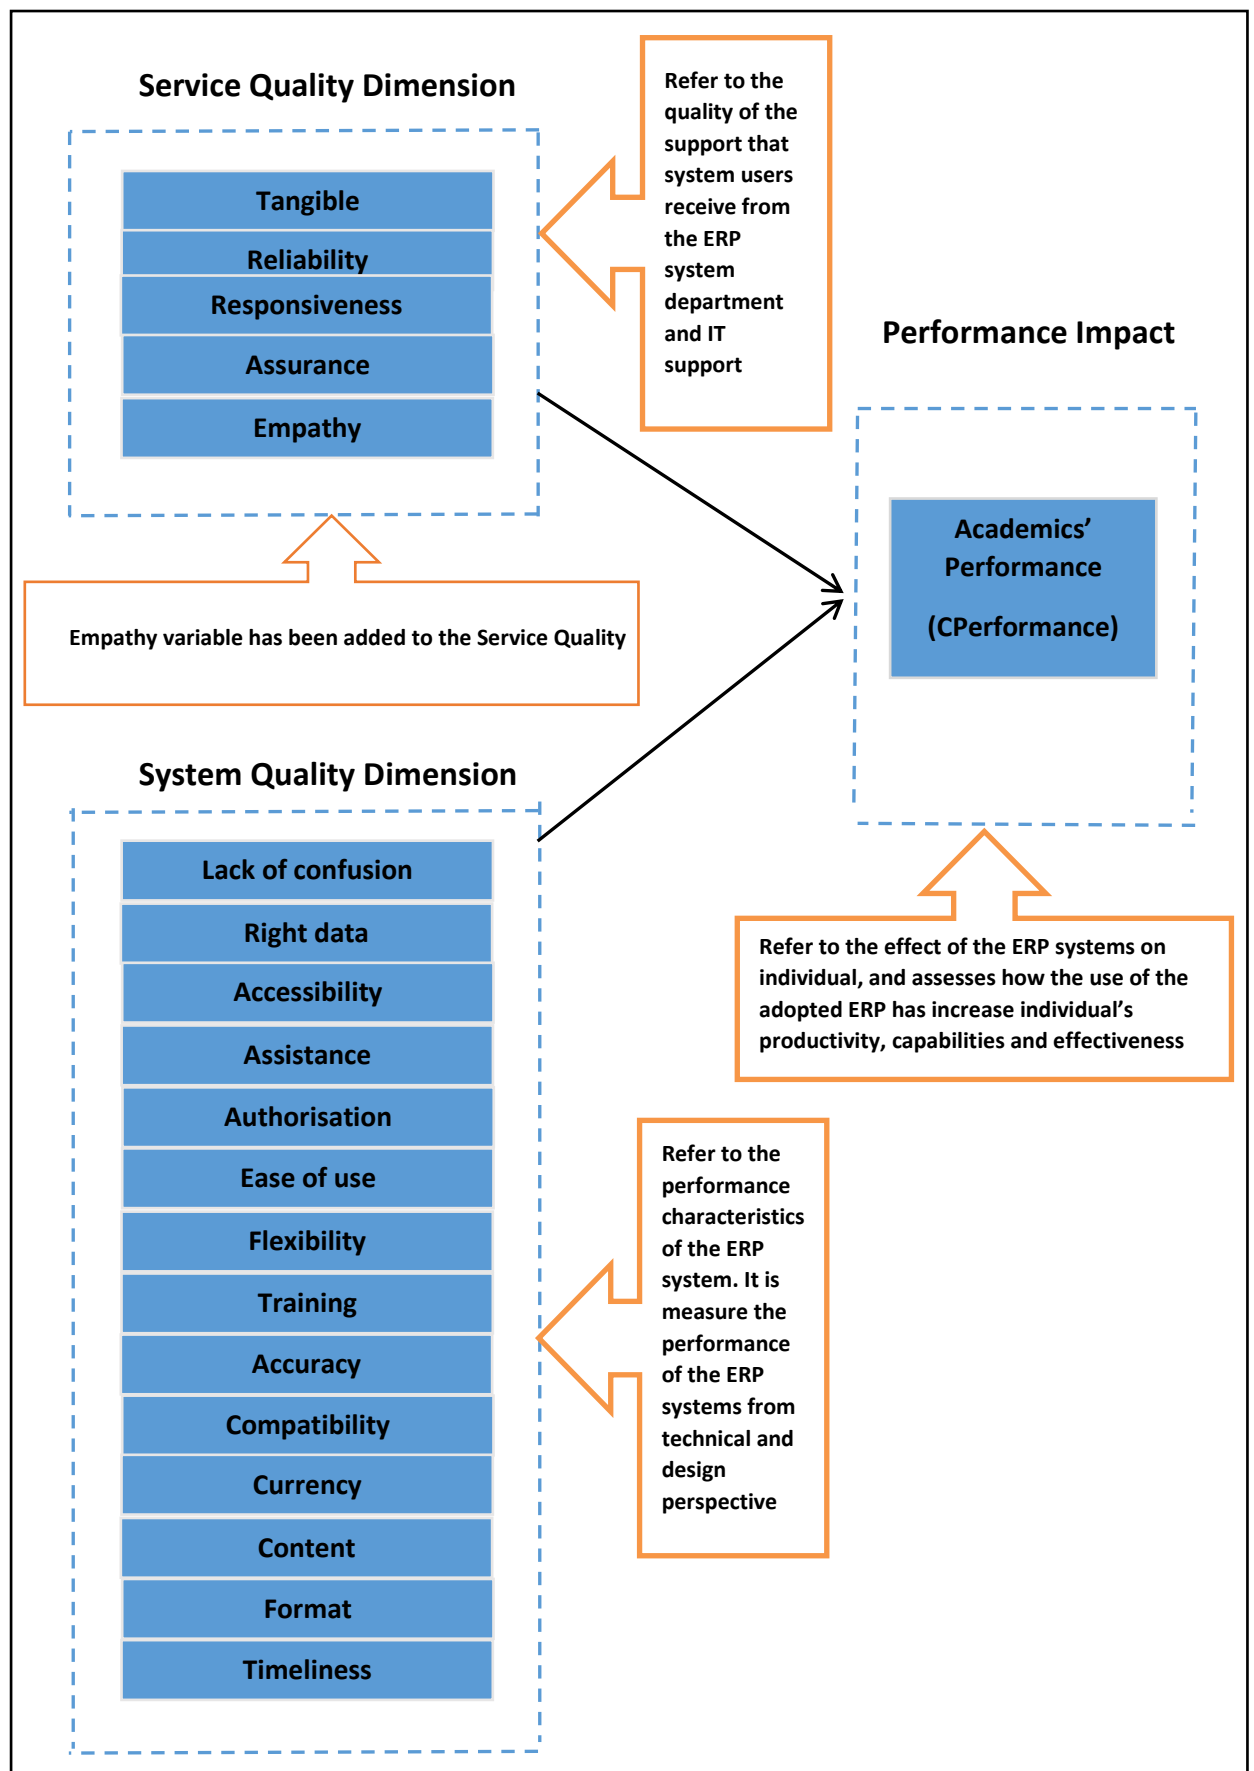 Service Quality Dimension
Tangible
Reliability
Responsiveness
Assurance
Empathy
Refer to the
quality of the
support that
system users
receive from
the ERP
system
department
and IT
support
Empathy variable has been added to the Service Quality
Performance Impact
Academics’
Performance
(CPerformance)
Refer to the effect of the ERP systems on
individual, and assesses how the use of the
adopted ERP has increase individual’s
productivity, capabilities and effectiveness
System Quality Dimension
Lack of confusion
Right data
Accessibility
Assistance
Authorisation
Ease of use
Flexibility
Training
Accuracy
Compatibility
Currency
Content
Format
Timeliness
Refer to the
performance
characteristics
of the ERP
system. It is
measure the
performance
of the ERP
systems from
technical and
design
perspective